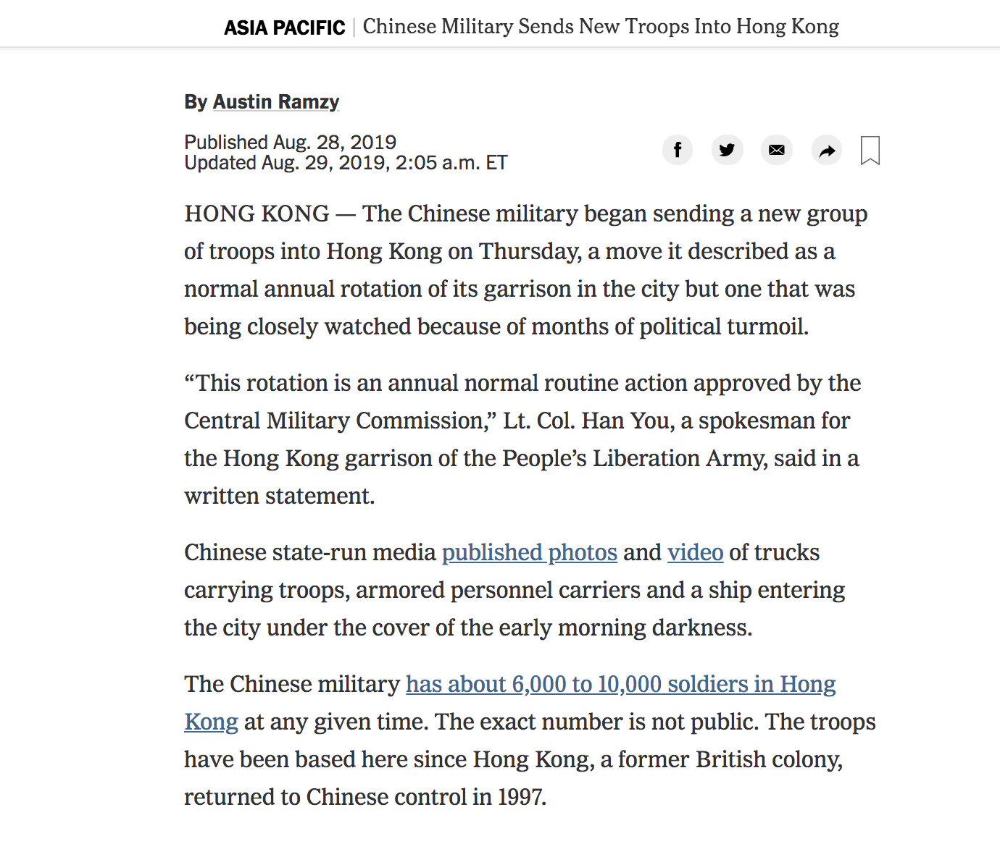 ASIA PACIFIC | Chinese Military Sends New Troops Into Hong Kong
By Austin Ramzy
Published Aug. 28, 2019
Updated Aug. 29, 2019, 2:05 a.m. ET
HONG KONG — The Chinese military began sending a new group
of troops into Hong Kong on Thursday, a move it described as a
normal annual rotation of its garrison in the city but one that was
being closely watched because of months of political turmoil.
“This rotation is an annual normal routine action approved by the
Central Military Commission,” Lt. Col. Han You, a spokesman for
the Hong Kong garrison of the People’s Liberation Army, said in a
written statement.
Chinese state-run media published photos and video of trucks
carrying troops, armored personnel carriers and a ship entering
the city under the cover of the early morning darkness.
The Chinese military has about 6,000 to 10,000 soldiers in Hong
Kong at any given time. The exact number is not public. The troops
have been based here since Hong Kong, a former British colony,
returned to Chinese control in 1997.